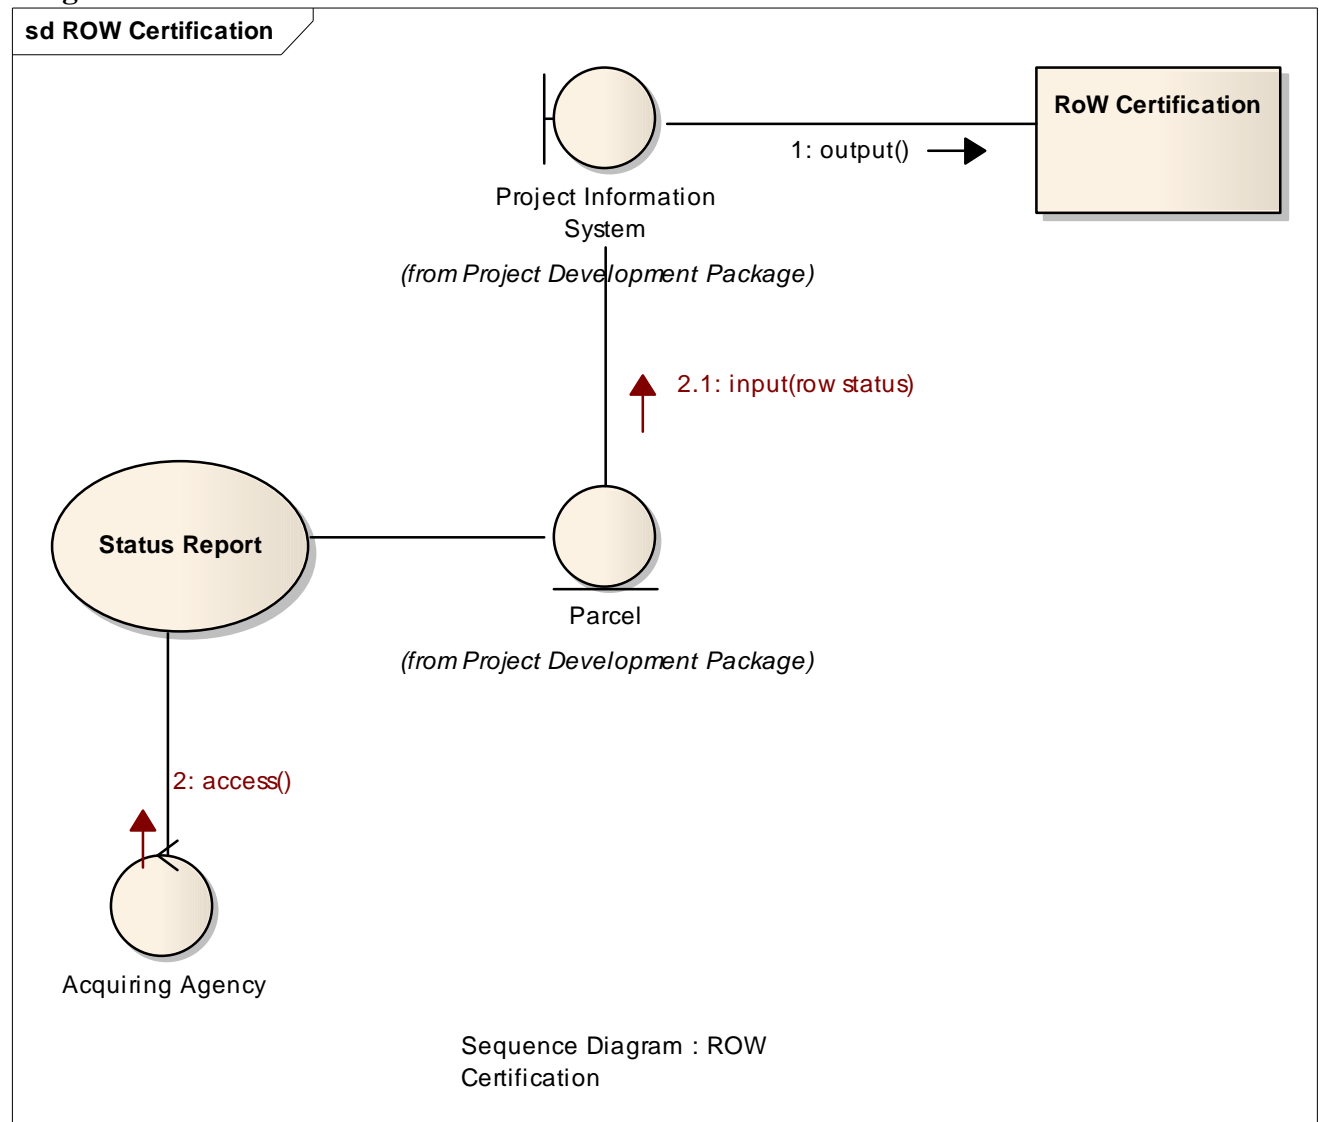 sd ROW Certification
RoW Certification
1: output()
Project Information
System
(from Project Development Package)
2.1: input(row status)
Status Report
Parcel
(from Project Development Package)
2: access()
Acquiring Agency
Sequence Diagram : ROW
Certification